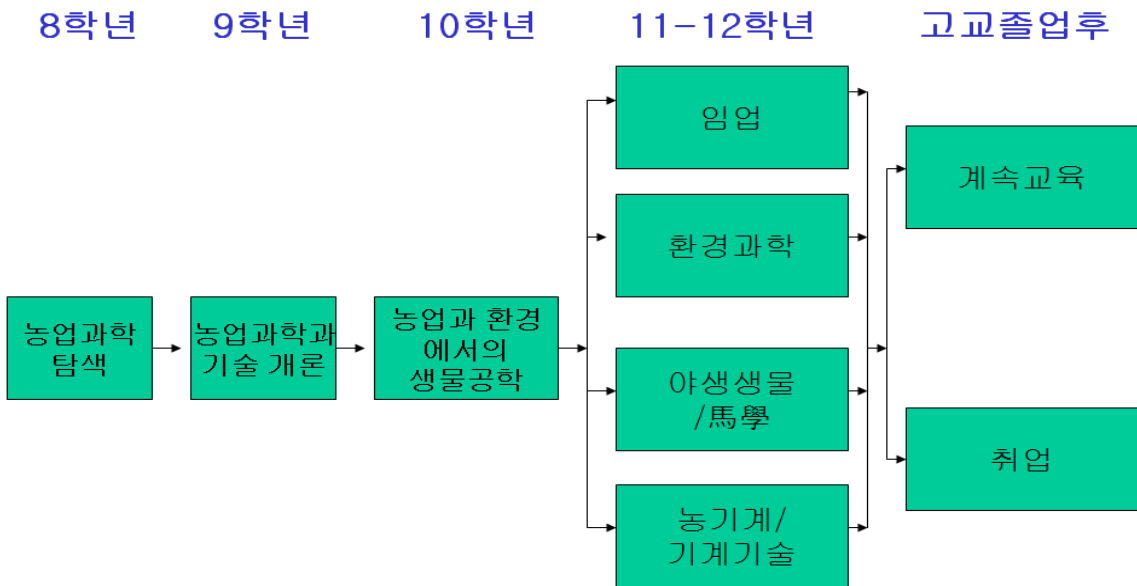 8학년
9학년
10학년
11-12학년
고교졸업후
농업과학
탐색
농업과학과
기술 개론
농업과 환경
에서의
생물공학
임업
환경과학
야생생물
/馬學
농기계/
기계기술
계속교육
취업